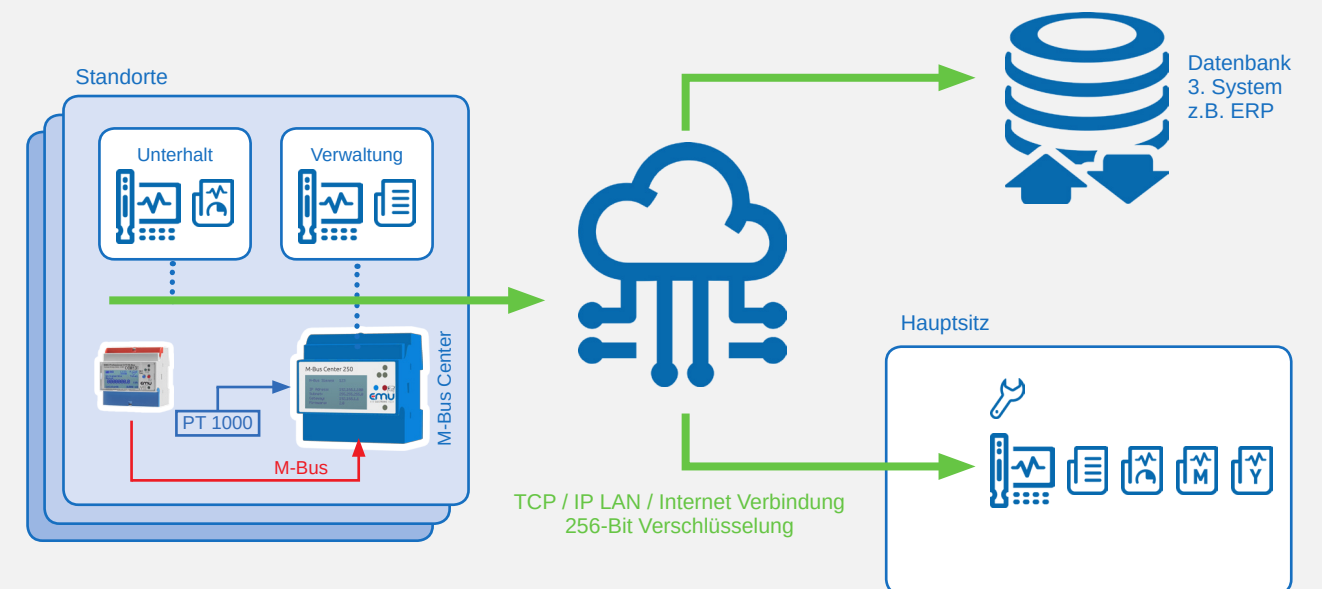 Standorte
Unterhalt
Verwaltung
M-Bus Center 250
emu
emu
PT 1000
M-Bus
M-Bus Center
TCP / IP LAN / Internet Verbindung
256-Bit Verschlüsselung
Datenbank
3. System
z.B. ERP
Hauptsitz
M
Y